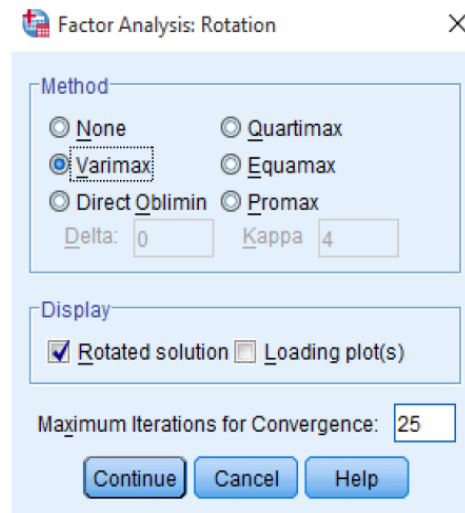 Factor Analysis: Rotation
Method
None Quartimax
Varimax Equamax
Direct Oblimin Promax
Delta: 0 Kappa 4
Display
Rotated solution Loading plot(s)
Maximum Iterations for Convergence: 25
Continue Cancel Help